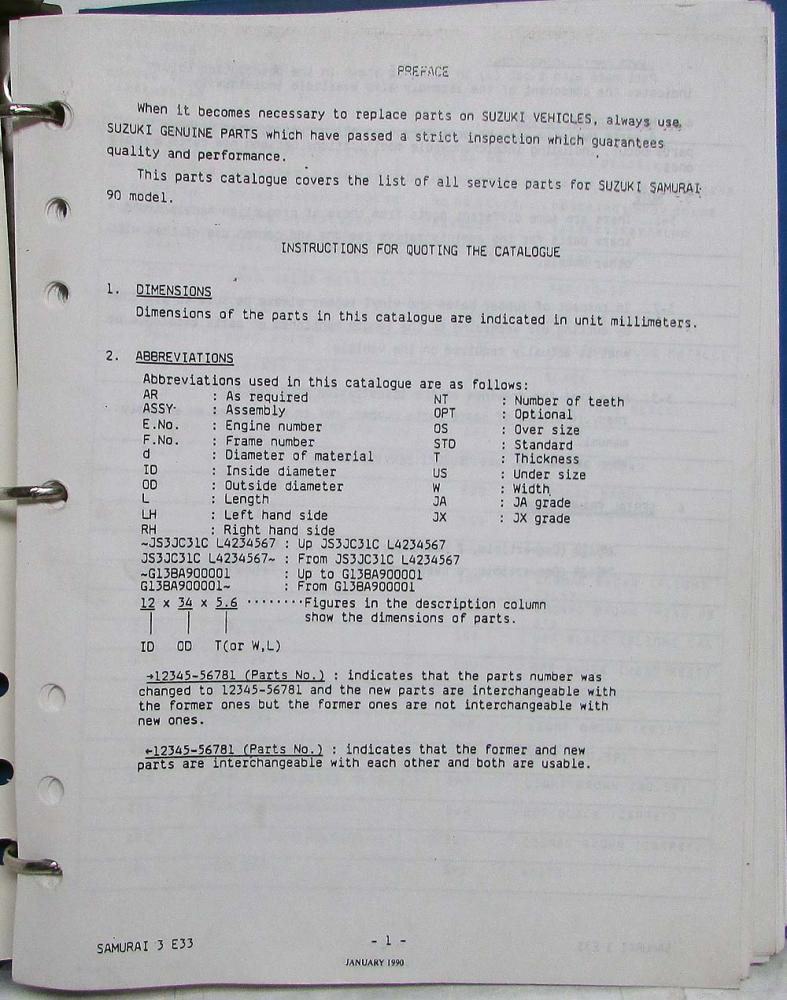 PREFACE
When it becomes necessary to replace parts on SUZUKI VEHICLES, always use
SUZUKI GENUINE PARTS which have passed a strict inspection which guarantees
quality and performance.
This parts catalogue covers the list of all service parts for SUZUKI SAMURAI
90 model.
INSTRUCTIONS FOR QUOTING THE CATALOGUE
1. DIMENSIONS
Dimensions of the parts in this catalogue are indicated in unit millimeters.
2. ABBREVIATIONS
Abbreviations used in this catalogue are as follows:
AR : As required NT : Number of teeth
ASSY : Assembly OPT : Optional
E.No. : Engine number OS : Over size
F.No. : Frame number STD : Standard
d : Diameter of material T : Thickness
ID : Inside diameter US : Under size
OD : Outside diameter W : Width
L : Length JA : JA grade
LH : Left hand side JX : JX grade
RH : Right hand side
~JS3JC31C L4234567 : Up JS3JC31C L4234567
JS3JC31C L4234567~ : From JS3JC31C L4234567
~G13BA900001 : Up to G13BA900001
G13BA900001~ : From G13BA900001
12 x 34 x 5.6 ········Figures in the description column
show the dimensions of parts.
ID OD T(or W,L)
→12345-56781 (Parts No.) : indicates that the parts number was
changed to 12345-56781 and the new parts are interchangeable with
the former ones but the former ones are not interchangeable with
new ones.
←12345-56781 (Parts No.) : indicates that the former and new
parts are interchangeable with each other and both are usable.
SAMURAI 3 E33 - 1 -
JANUARY 1990